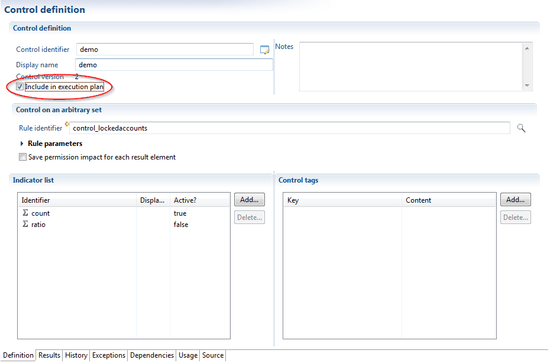 Control definition
Control definition
Control identifier demo
Display name demo
Control version 2
Include in execution plan
Notes
Control on an arbitrary set
Rule identifier control_lockedaccounts
Rule parameters
Save permission impact for each result element
Indicator list
Identifier Displa... Active?
count true
ratio false
Add...
Delete...
Control tags
Key Content
Add...
Delete...
Definition Results History Exceptions Dependencies Usage Source